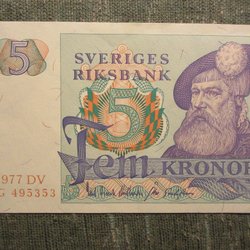 5
SVERIGES
RIKSBANK
5
1977 DV
Fem KRONOR
G 495353